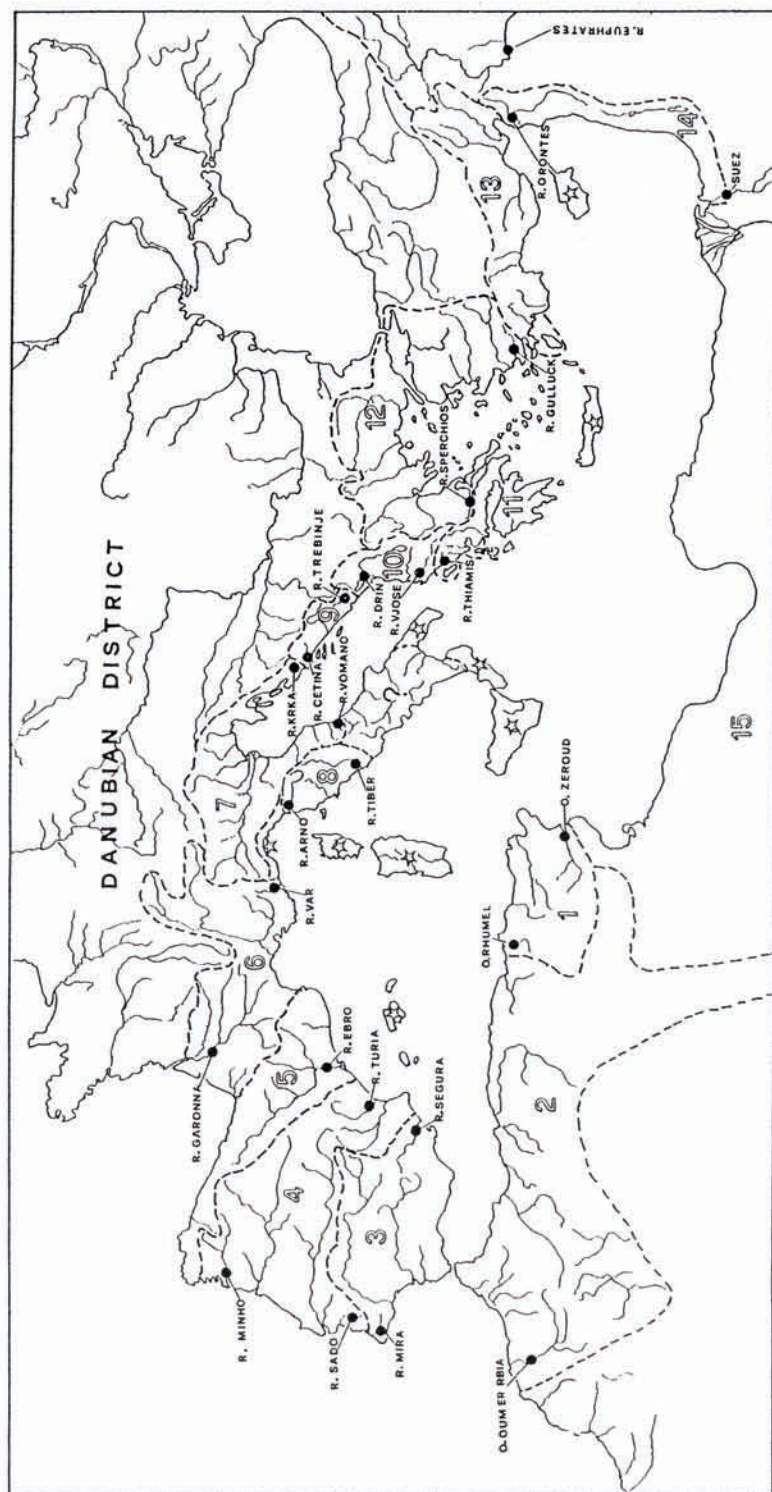 DANUBIAN DISTRICT
R. EUPHRATES
R. ORONTES
SUEZ
R. GULLUCK
R. SPERCHIOS
R. THIAMIS
R. VJOSE
R. DRIN
R. TREBINJE
R. CETINA
R. KRKA
R. VOMANO
R. TIBER
R. ARNO
R. VAR
R. GARONNA
R. EBRO
R. TURIA
R. SEGURA
R. MINHO
R. SADO
R. MIRA
O. OUM ER RBIA
O. RHUMEL
O. ZEROUD
1
2
3
4
5
6
7
8
9
10
11
12
13
14
15
?